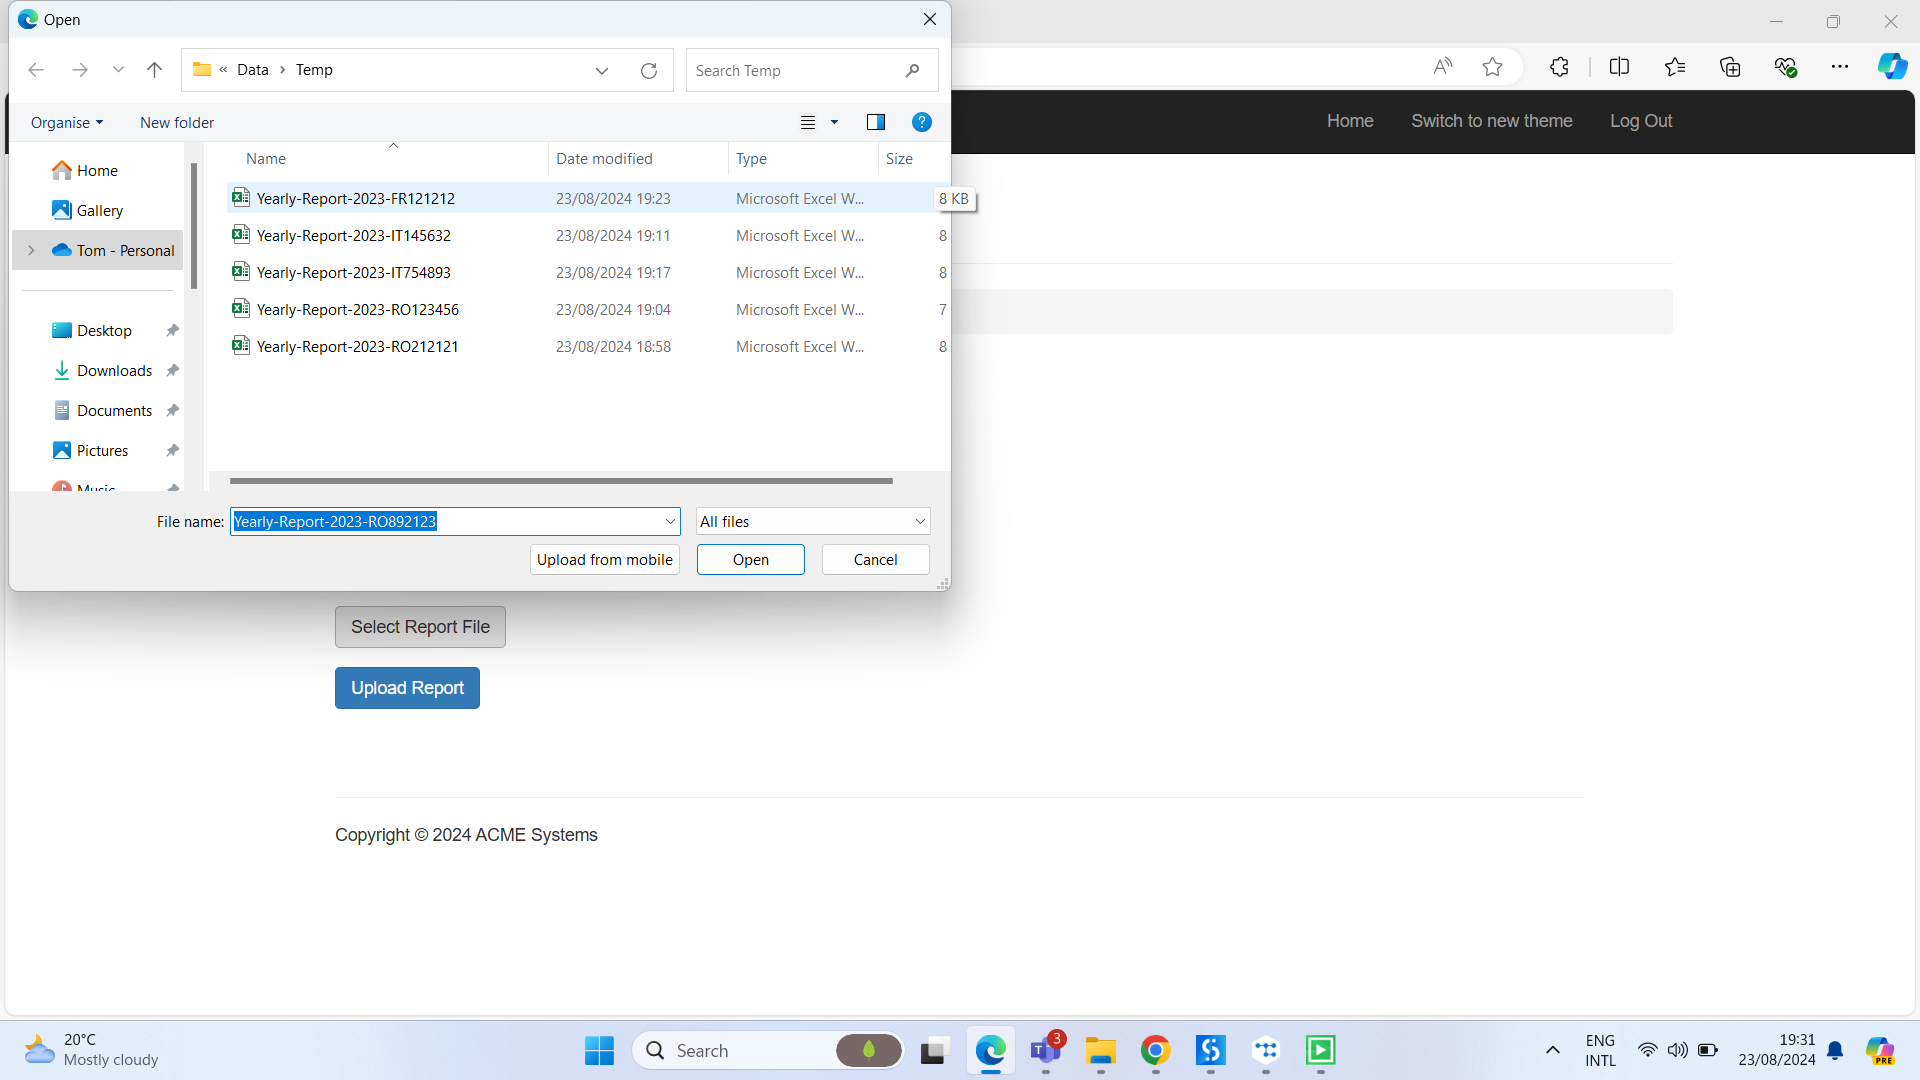 Open
« Data > Temp
Search Temp
Organise
New folder
Name
Date modified
Type
Size
Yearly-Report-2023-FR121212 23/08/2024 19:23 Microsoft Excel W... 8 KB
Yearly-Report-2023-IT145632 23/08/2024 19:11 Microsoft Excel W... 8
Yearly-Report-2023-IT754893 23/08/2024 19:17 Microsoft Excel W... 8
Yearly-Report-2023-RO123456 23/08/2024 19:04 Microsoft Excel W... 7
Yearly-Report-2023-RO212121 23/08/2024 18:58 Microsoft Excel W... 8
Home
Gallery
Tom - Personal
Desktop
Downloads
Documents
Pictures
Music
File name: Yearly-Report-2023-RO892123
All files
Upload from mobile
Open
Cancel
Home
Switch to new theme
Log Out
Select Report File
Upload Report
Copyright © 2024 ACME Systems
20°C
Mostly cloudy
Search
3
ENG
INTL
19:31
23/08/2024
PRE